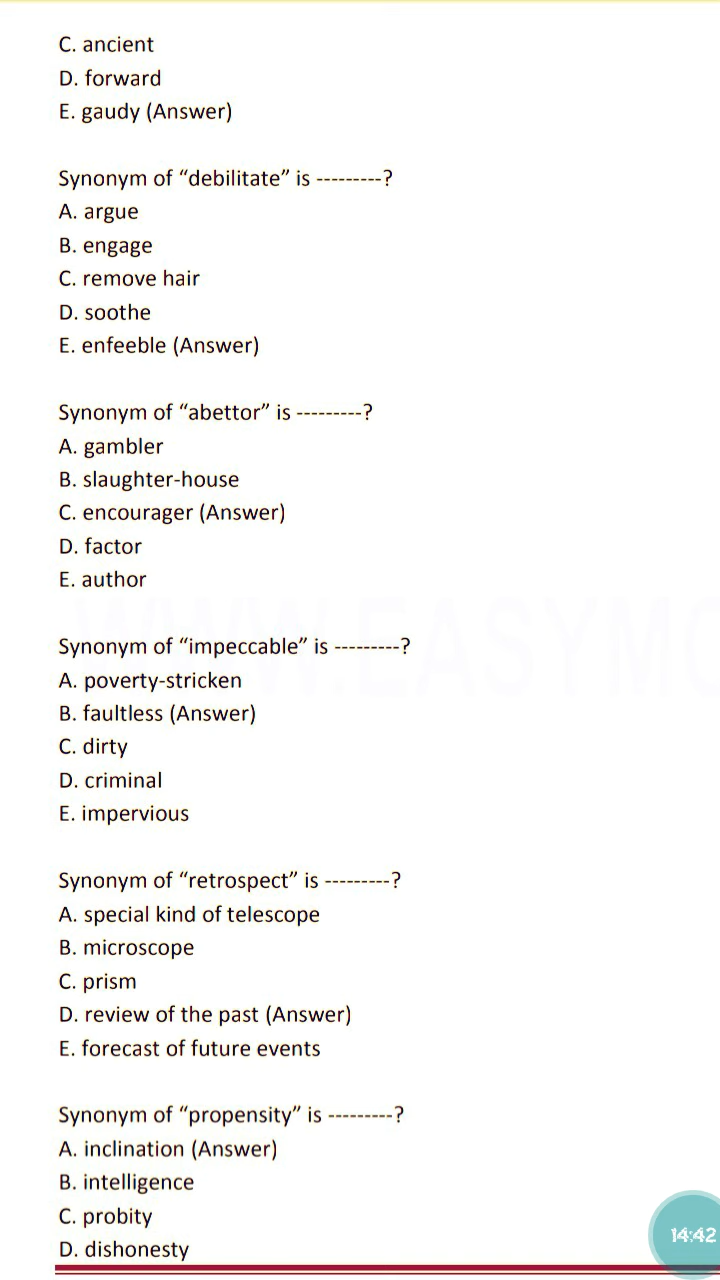 C. ancient
D. forward
E. gaudy (Answer)
Synonym of “debilitate” is ---------?
A. argue
B. engage
C. remove hair
D. soothe
E. enfeeble (Answer)
Synonym of “abettor” is ---------?
A. gambler
B. slaughter-house
C. encourager (Answer)
D. factor
E. author
WWW.EASYMC
Synonym of “impeccable” is ---------?
A. poverty-stricken
B. faultless (Answer)
C. dirty
D. criminal
E. impervious
Synonym of “retrospect” is ---------?
A. special kind of telescope
B. microscope
C. prism
D. review of the past (Answer)
E. forecast of future events
Synonym of “propensity” is ---------?
A. inclination (Answer)
B. intelligence
C. probity
14:42
D. dishonesty